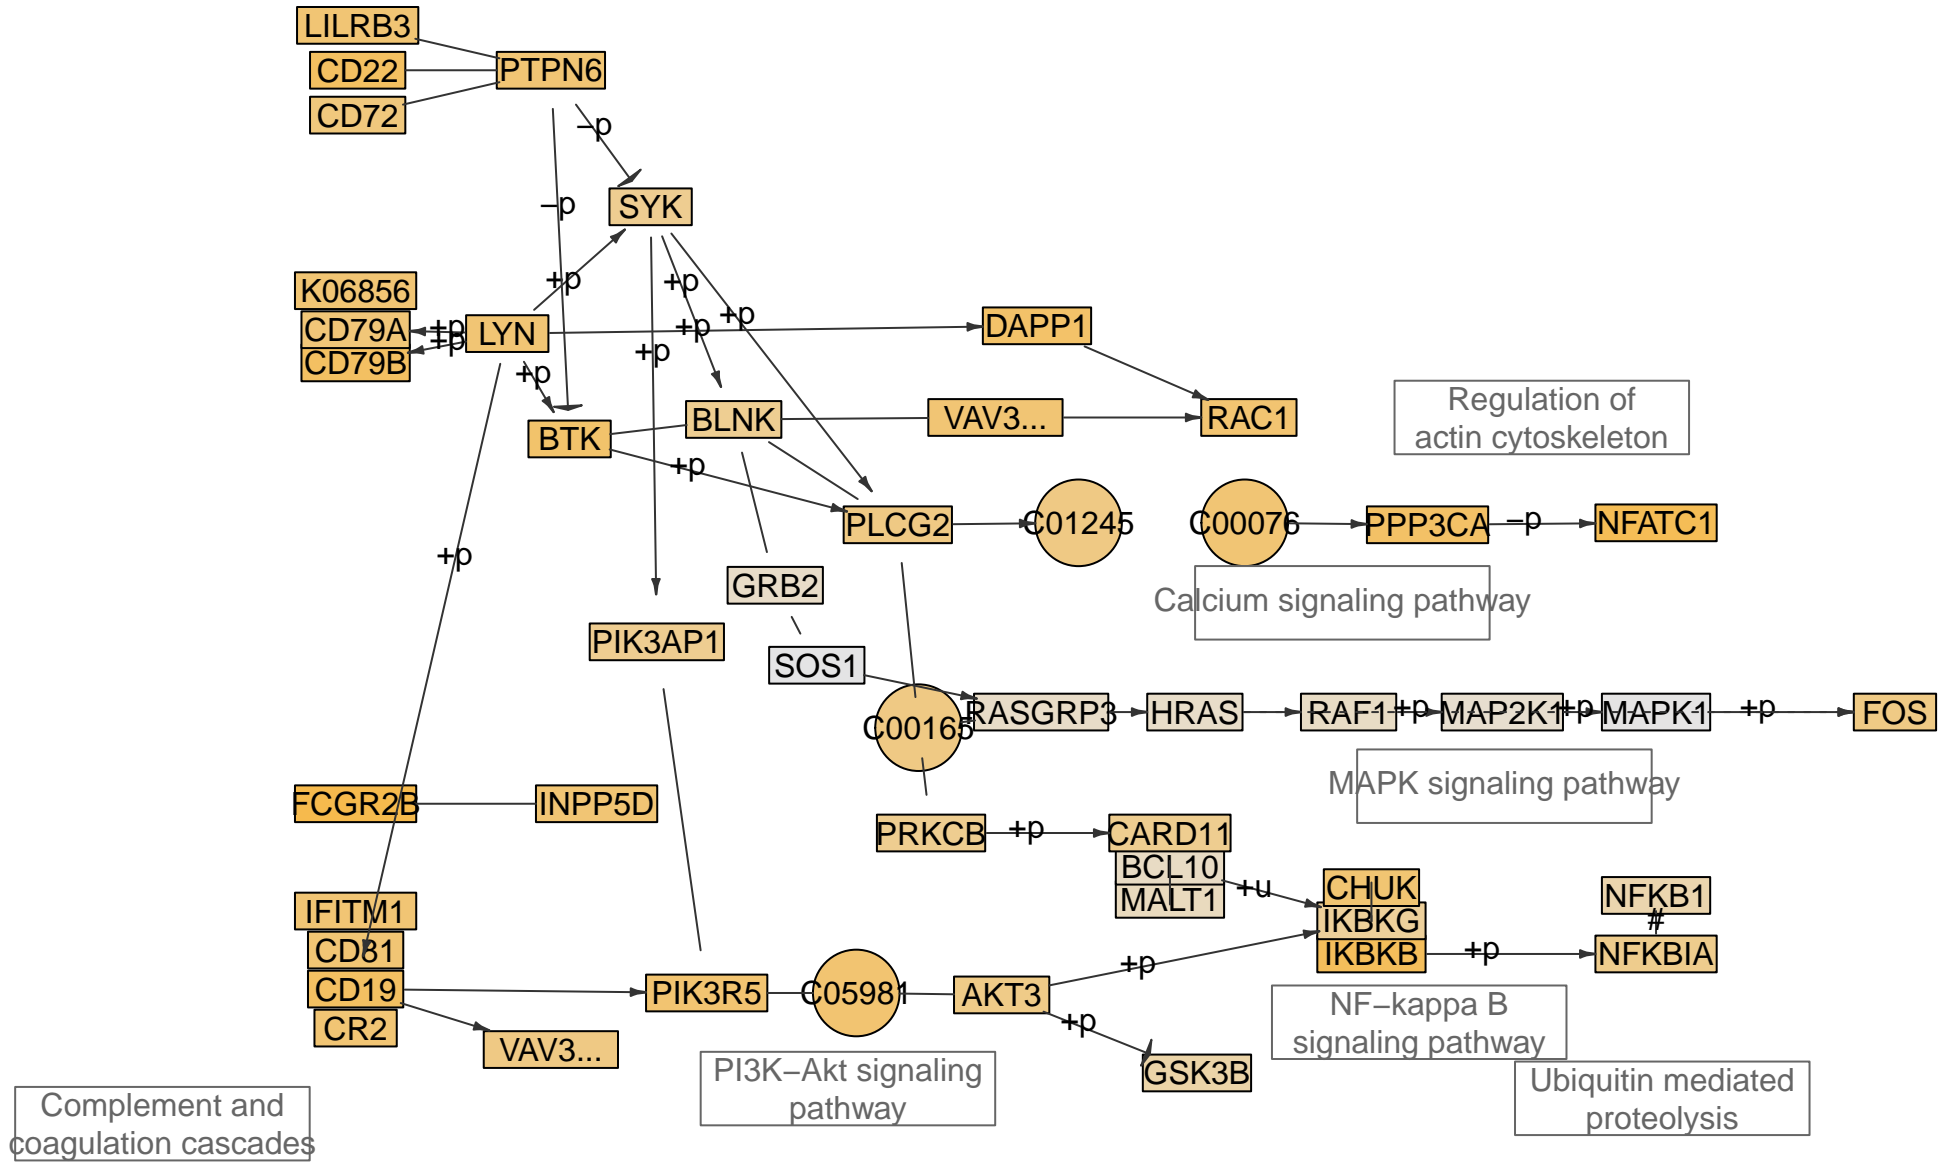 LILRB3
CD22
PTPN6
CD72
–p
SYK
–p
+p
+p
K06856
CD79A
+p
LYN
+p
+p
DAPP1
CD79B
+p
+p
+p
BLNK
VAV3...
RAC1
Regulation of
actin cytoskeleton
BTK
+p
PLCG2
C01245
C00076
PPP3CA
–p
NFATC1
+p
GRB2
Calcium signaling pathway
PIK3AP1
SOS1
C00165
RASGRP3
HRAS
RAF1
+p
MAP2K1
+p
MAPK1
+p
FOS
MAPK signaling pathway
FCGR2B
INPP5D
PRKCB
+p
CARD11
BCL10
MALT1
+u
CHUK
IKBKG
IKBKB
+p
NFKB1
#
NFKBIA
IFITM1
CD81
CD19
CR2
VAV3...
PIK3R5
C05981
AKT3
+p
+p
GSK3B
NF–kappa B
signaling pathway
PI3K–Akt signaling
pathway
Ubiquitin mediated
proteolysis
Complement and
coagulation cascades